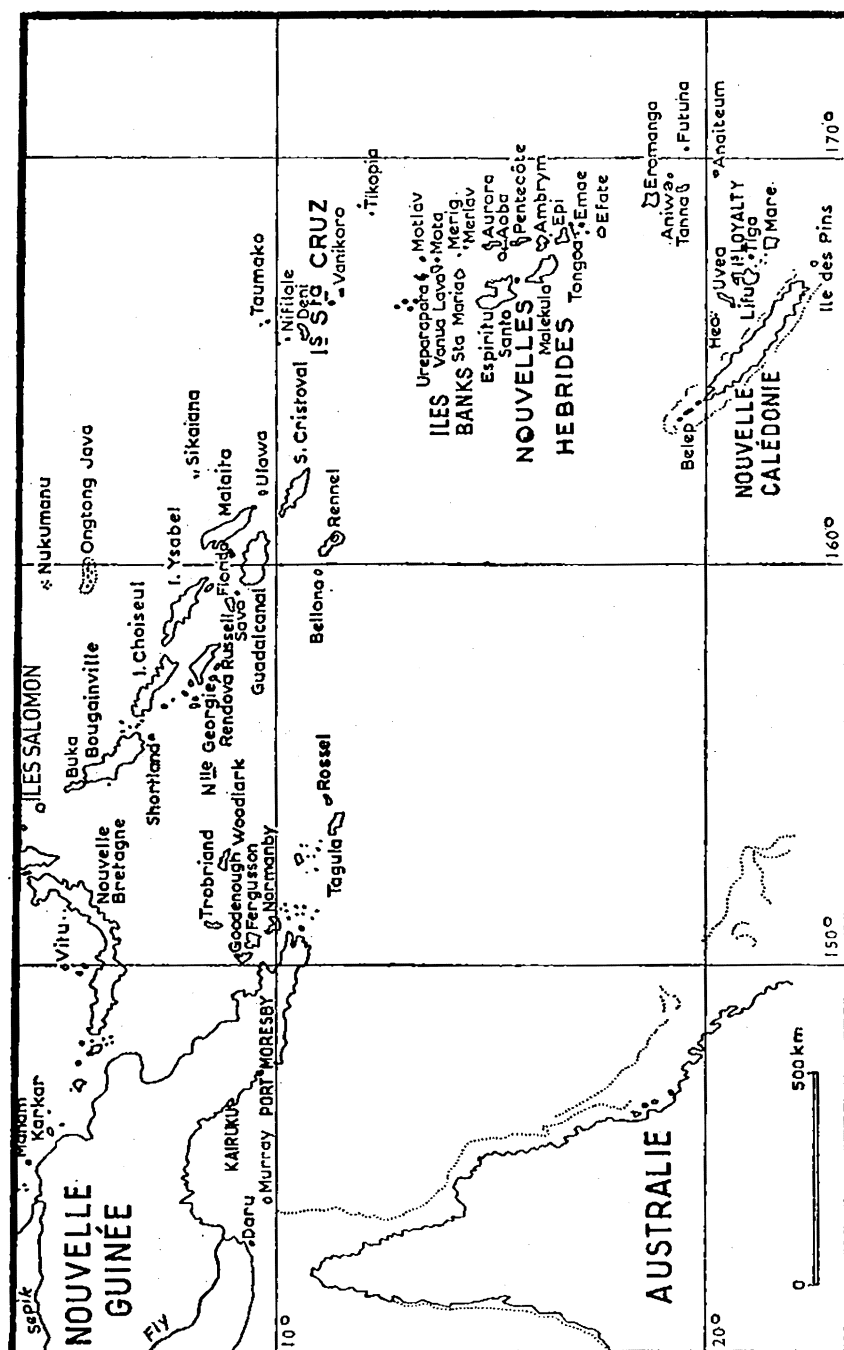 Sepik
NOUVELLE
GUINÉE
Fly
Manam
Karkar
Daru
Murray
KAIRUKU
PORT MORESBY
Vitu
Nouvelle
Bretagne
ILES SALOMON
Buka
Bougainville
Shortland
I. Choiseul
I. Ysabel
Nlle Georgie
Rendova
Russell
Savo
Florida
Guadalcanal
Malaita
Ulawa
S. Cristoval
Nukumanu
Ongtong Java
Sikaiana
Bellona
Rennel
Trobriand
Woodlark
Goodenough
Fergusson
Normanby
Tagula
Rossel
Taumako
Nifilole
Deni
Is Sta CRUZ
Vanikoro
Tikopia
Ureparapara
Motlav
Vanua Lava
Mota
ILES
BANKS
Sta Maria
Merig
Merlav
Espiritu
Santo
Aurora
Aoba
Pentecôte
NOUVELLES
HEBRIDES
Malekula
Ambrym
Epi
Tongoa
Emae
Efate
Eromanga
Aniwa
Tanna
Futuna
Anaiteum
Belep
NOUVELLE
CALÉDONIE
Heo
Uvea
Is LOYALTY
Lifu
Tiga
Mare
Ile des Pins
AUSTRALIE
10°
20°
150°
160°
170°
0 500 km